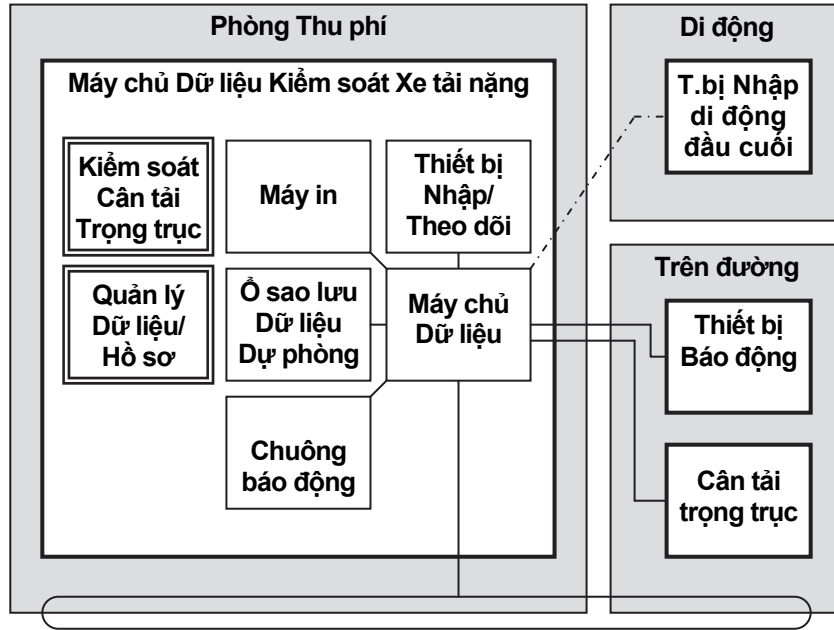 Phòng Thu phí
Máy chủ Dữ liệu Kiểm soát Xe tải nặng
Kiểm soát
Cân tải
Trọng trục
Máy in
Thiết bị
Nhập/
Theo dõi
Quản lý
Dữ liệu/
Hồ sơ
Ổ sao lưu
Dữ liệu
Dự phòng
Máy chủ
Dữ liệu
Chuông
báo động
Di động
T.bị Nhập
di động
đầu cuối
Trên đường
Thiết bị
Báo động
Cân tải
trọng trục